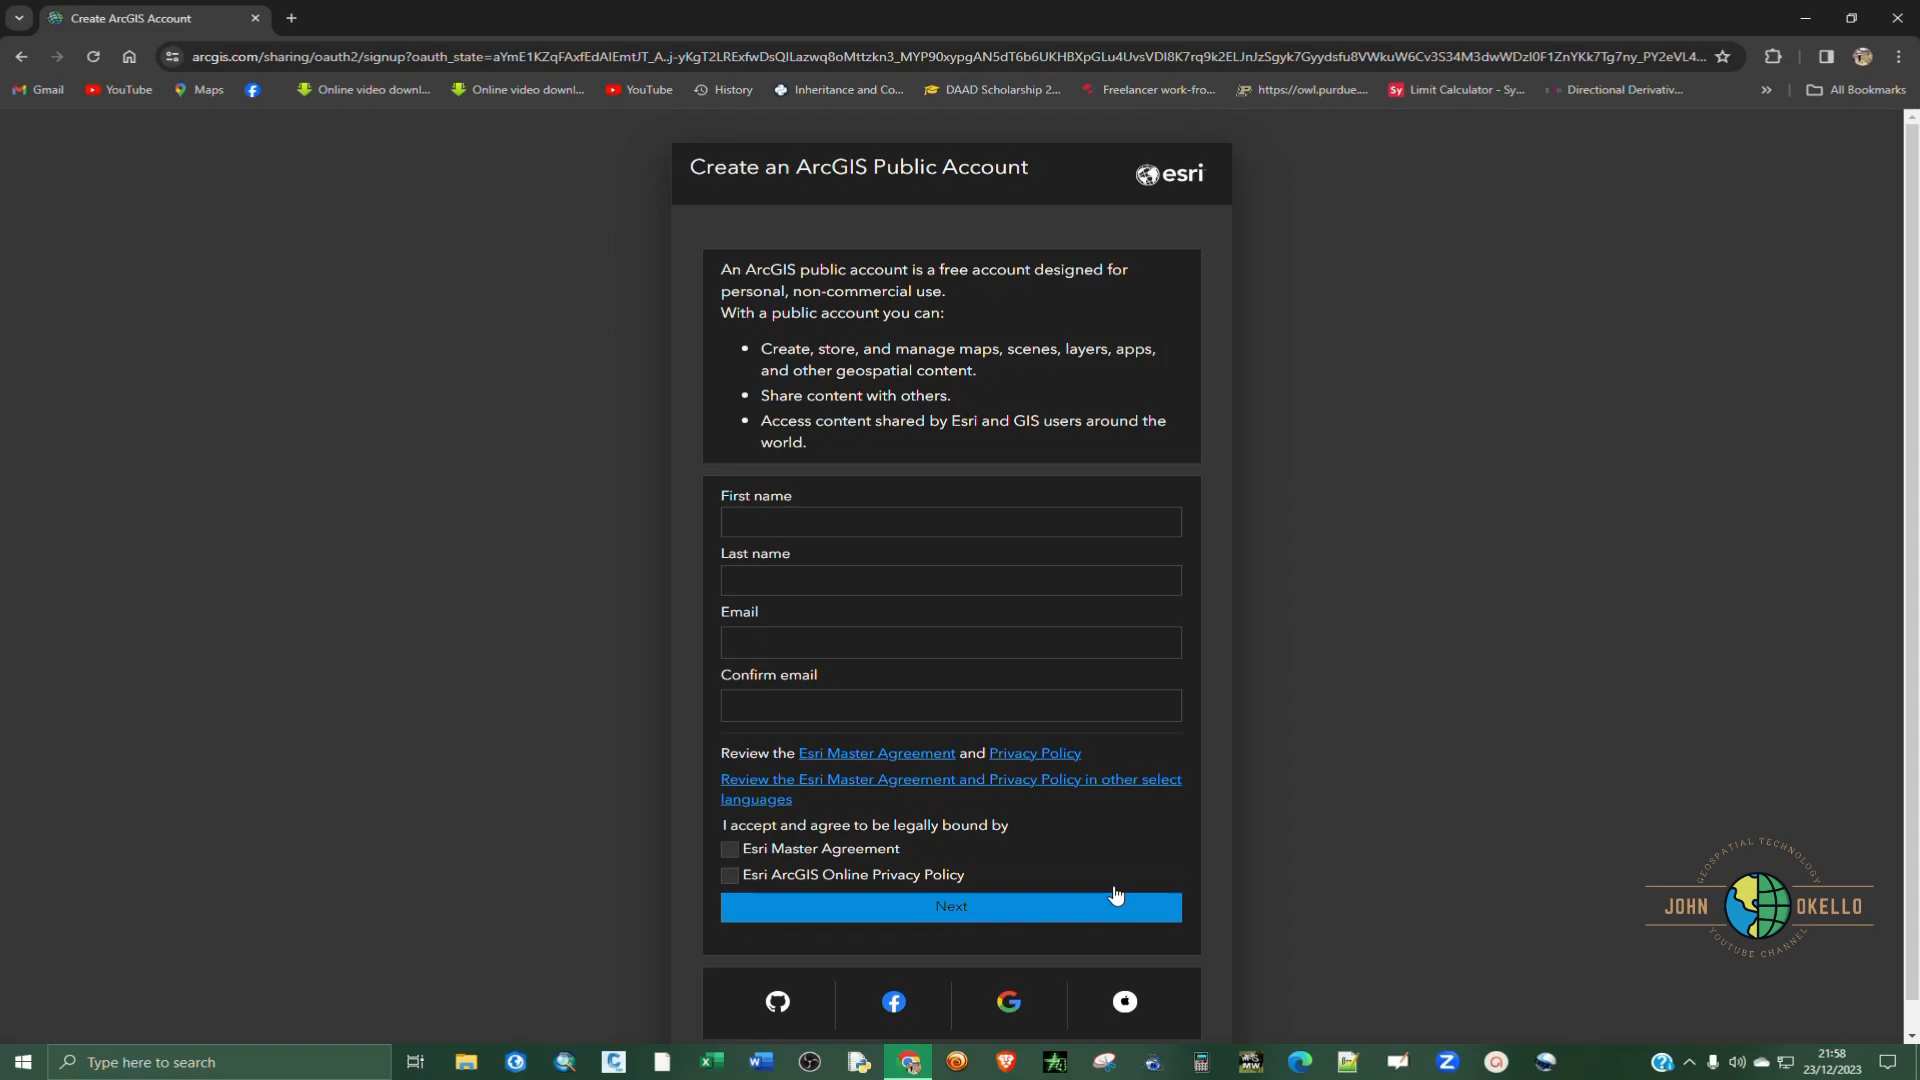 Create ArcGIS Account
arcgis.com/sharing/oauth2/signup?oauth_state=
Gmail YouTube Maps Online video downl... Online video downl... YouTube History Inheritance and Co... DAAD Scholarship 2... Freelancer work-fro... https://owl.purdue.... Limit Calculator - Sy... Directional Derivativ... » All Bookmarks
Create an ArcGIS Public Account
esri
An ArcGIS public account is a free account designed for
personal, non-commercial use.
With a public account you can:
• Create, store, and manage maps, scenes, layers, apps,
and other geospatial content.
• Share content with others.
• Access content shared by Esri and GIS users around the
world.
First name
Last name
Email
Confirm email
Review the Esri Master Agreement and Privacy Policy
Review the Esri Master Agreement and Privacy Policy in other select
languages
I accept and agree to be legally bound by
Esri Master Agreement
Esri ArcGIS Online Privacy Policy
Next
GEOSPATIAL TECHNOLOGY
JOHN OKELLO
YOUTUBE CHANNEL
Type here to search
21:58
23/12/2023